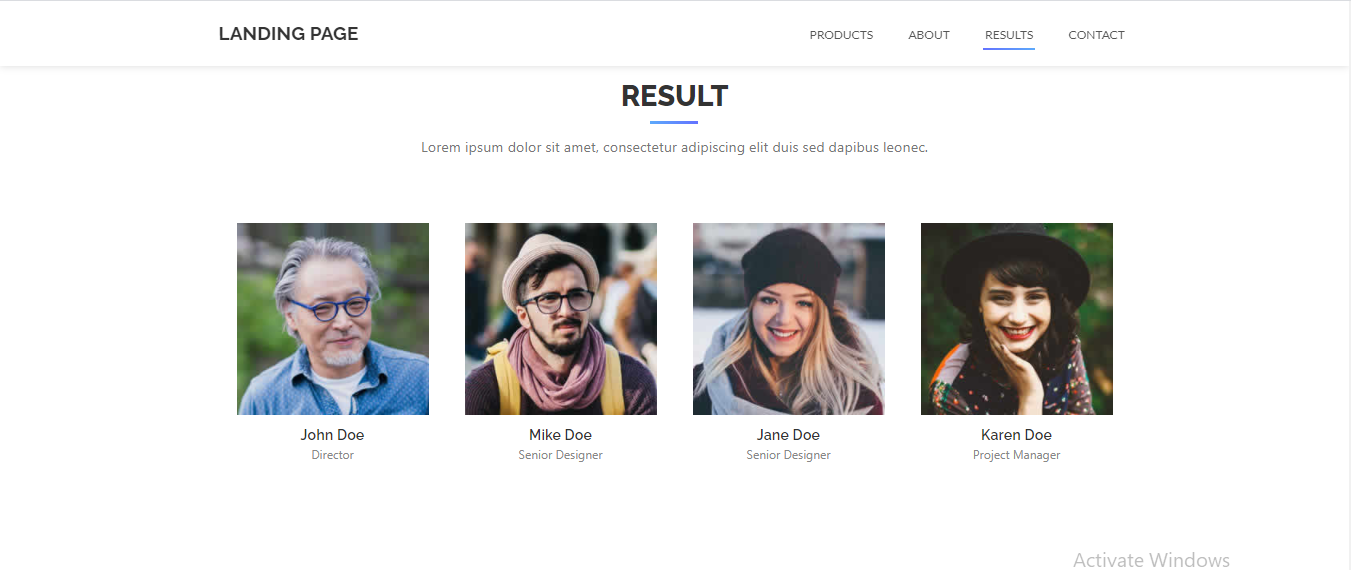 LANDING PAGE PRODUCTS ABOUT RESULTS CONTACT
RESULT
Lorem ipsum dolor sit amet, consectetur adipiscing elit duis sed dapibus leonec.
John Doe Mike Doe Jane Doe Karen Doe
Director Senior Designer Senior Designer Project Manager
Activate Windows